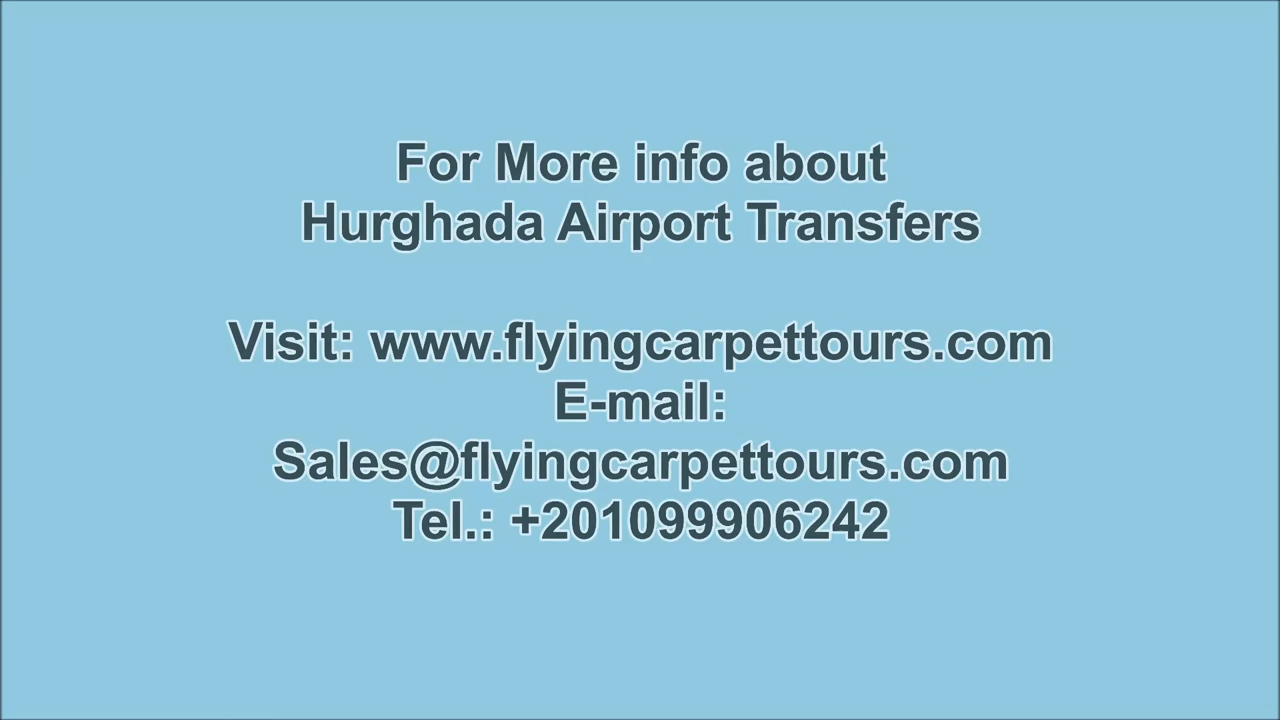 For More info about
Hurghada Airport Transfers
Visit: www.flyingcarpettours.com
E-mail:
Sales@flyingcarpettours.com
Tel.: +201099906242